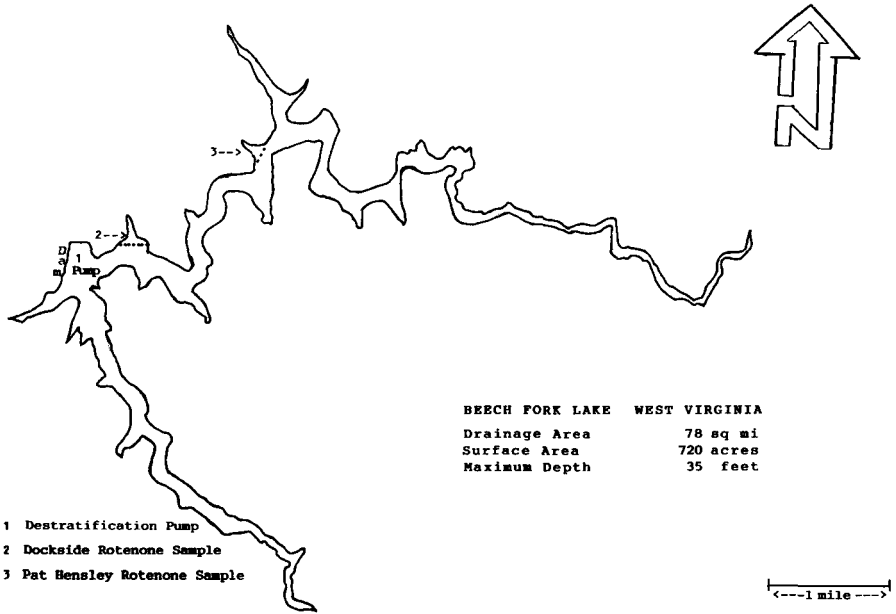 N
3-->
2-->
Dam
1
Pump
BEECH FORK LAKE WEST VIRGINIA
Drainage Area 78 sq mi
Surface Area 720 acres
Maximum Depth 35 feet
1 Destratification Pump
2 Dockside Rotenone Sample
3 Pat Hensley Rotenone Sample
<---1 mile--->